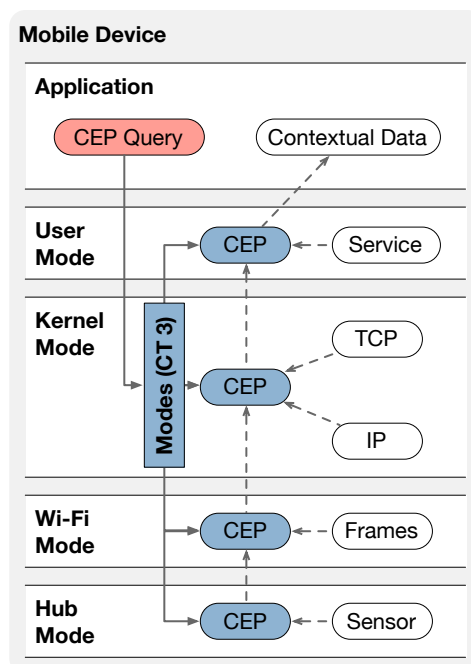 Mobile Device
Application
CEP Query
Contextual Data
User
Mode
CEP
Service
Kernel
Mode
Modes (CT 3)
TCP
CEP
IP
Wi-Fi
Mode
CEP
Frames
Hub
Mode
CEP
Sensor